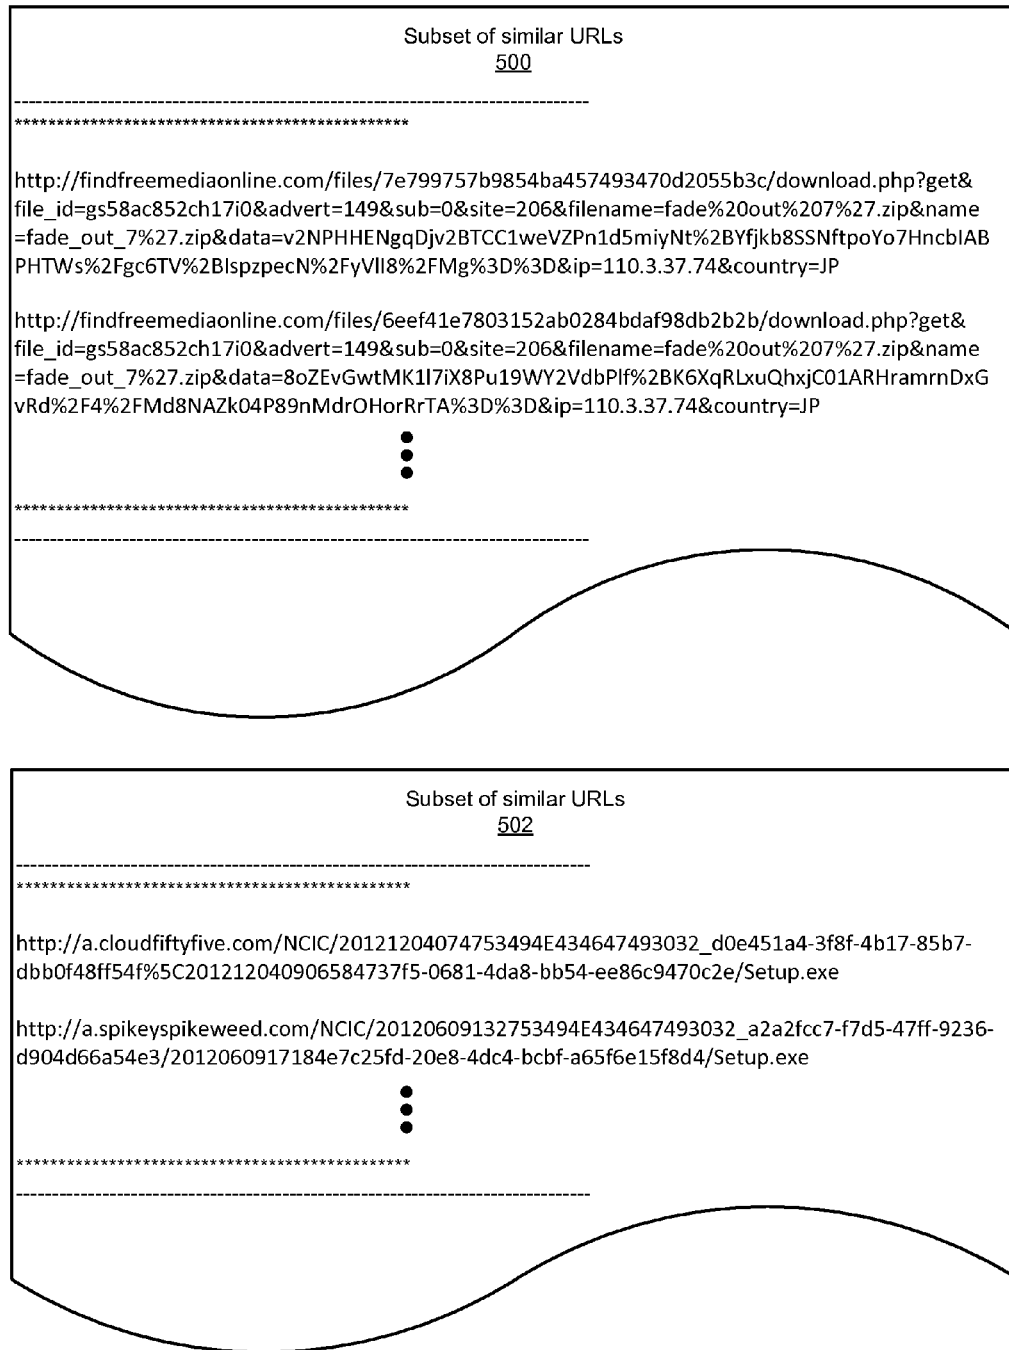 Subset of similar URLs
500
--------------------------------------------------------------------------------
***********************************************
http://findfreemediaonline.com/files/7e799757b9854ba457493470d2055b3c/download.php?get&
file_id=gs58ac852ch17i0&advert=149&sub=0&site=206&filename=fade%20out%207%27.zip&name
=fade_out_7%27.zip&data=v2NPHHENgqDjv2BTCC1weVZPn1d5miyNt%2BYfjkb8SSNftpoYo7HncbIAB
PHTWs%2Fgc6TV%2BIspzpecN%2FyVlI8%2FMg%3D%3D&ip=110.3.37.74&country=JP
http://findfreemediaonline.com/files/6eef41e7803152ab0284bdaf98db2b2b/download.php?get&
file_id=gs58ac852ch17i0&advert=149&sub=0&site=206&filename=fade%20out%207%27.zip&name
=fade_out_7%27.zip&data=8oZEvGwtMK1l7iX8Pu19WY2VdbPlf%2BK6XqRLxuQhxjC01ARHramrnDxG
vRd%2F4%2FMd8NAZk04P89nMdrOHorRrTA%3D%3D&ip=110.3.37.74&country=JP
***********************************************
--------------------------------------------------------------------------------
Subset of similar URLs
502
--------------------------------------------------------------------------------
***********************************************
http://a.cloudfiftyfive.com/NCIC/20121204074753494E434647493032_d0e451a4-3f8f-4b17-85b7-
dbb0f48ff54f%5C201212040906584737f5-0681-4da8-bb54-ee86c9470c2e/Setup.exe
http://a.spikeyspikeweed.com/NCIC/20120609132753494E434647493032_a2a2fcc7-f7d5-47ff-9236-
d904d66a54e3/2012060917184e7c25fd-20e8-4dc4-bcbf-a65f6e15f8d4/Setup.exe
***********************************************
--------------------------------------------------------------------------------